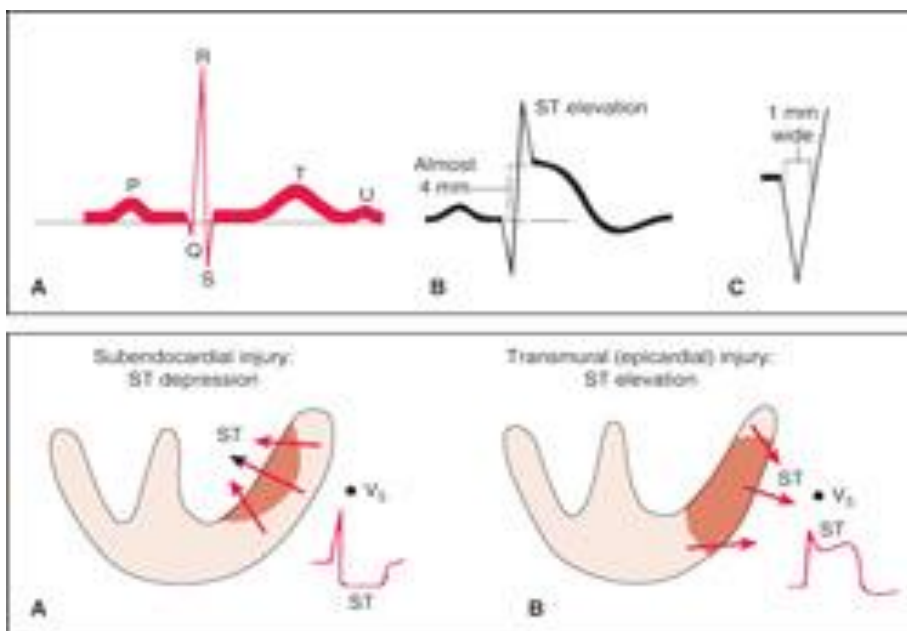 R
P
Q
S
T
U
A
ST elevation
Almost
4 mm
B
1 mm
wide
C
Subendocardial injury:
ST depression
ST
V5
ST
A
Transmural (epicardial) injury:
ST elevation
ST
V5
ST
B